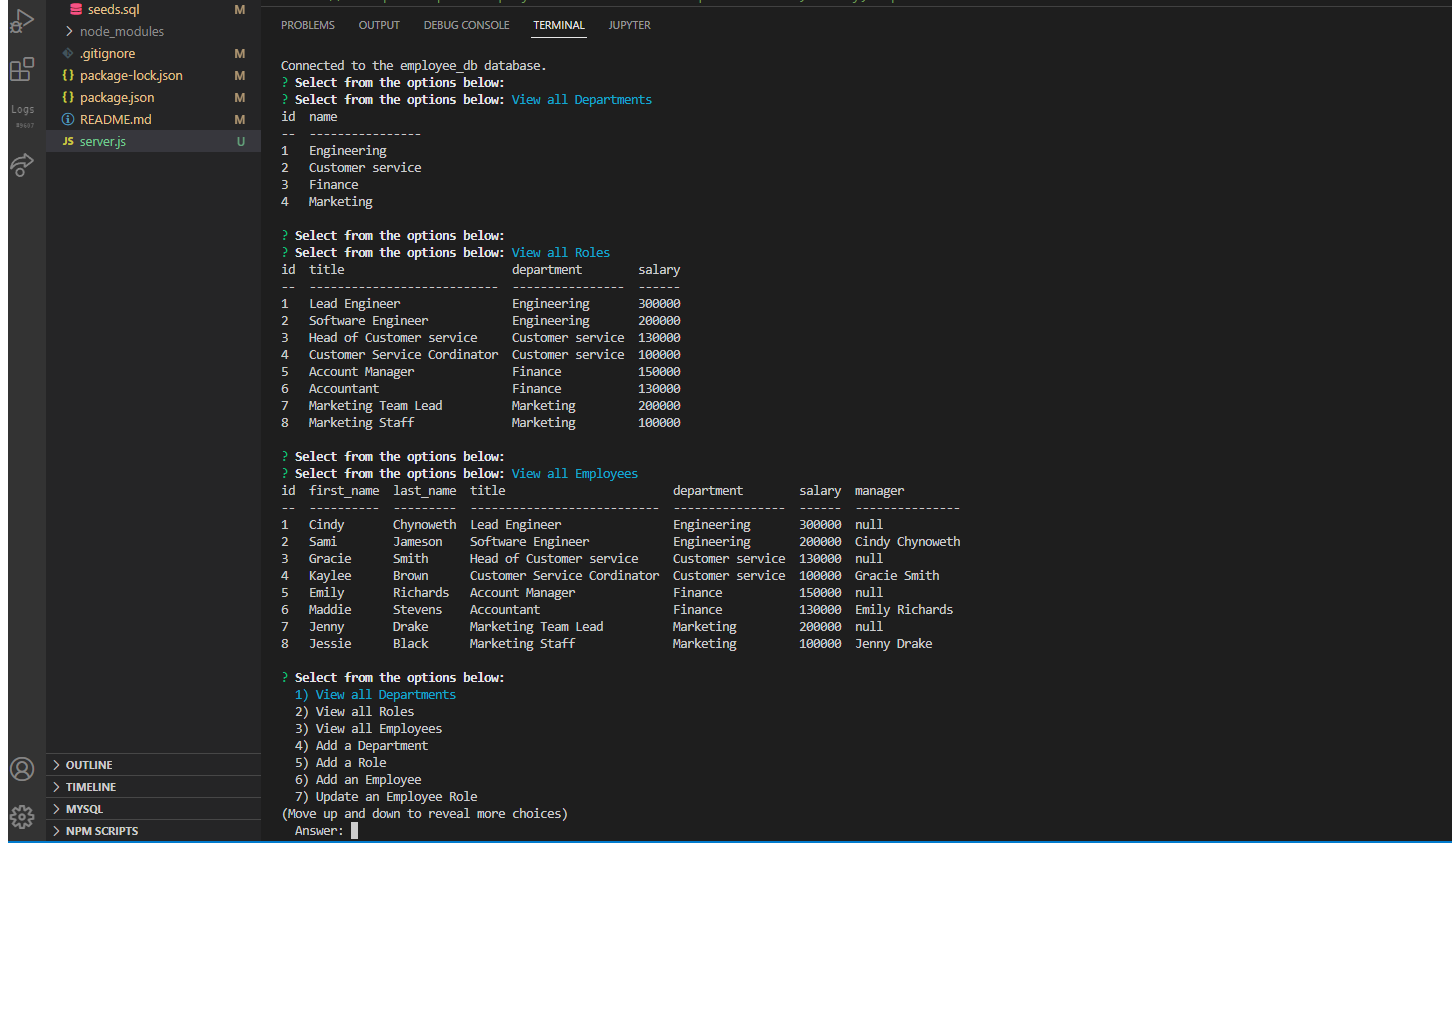 seeds.sql M
node_modules
.gitignore M
package-lock.json M
package.json M
README.md M
server.js U
Logs
OUTLINE
TIMELINE
MYSQL
NPM SCRIPTS
PROBLEMS OUTPUT DEBUG CONSOLE TERMINAL JUPYTER
Connected to the employee_db database.
? Select from the options below:
? Select from the options below: View all Departments
id name
-- ----------------
1 Engineering
2 Customer service
3 Finance
4 Marketing
? Select from the options below:
? Select from the options below: View all Roles
id title department salary
-- --------------------------- ---------------- ------
1 Lead Engineer Engineering 300000
2 Software Engineer Engineering 200000
3 Head of Customer service Customer service 130000
4 Customer Service Cordinator Customer service 100000
5 Account Manager Finance 150000
6 Accountant Finance 130000
7 Marketing Team Lead Marketing 200000
8 Marketing Staff Marketing 100000
? Select from the options below:
? Select from the options below: View all Employees
id first_name last_name title department salary manager
-- ---------- --------- --------------------------- ---------------- ------ ---------------
1 Cindy Chynoweth Lead Engineer Engineering 300000 null
2 Sami Jameson Software Engineer Engineering 200000 Cindy Chynoweth
3 Gracie Smith Head of Customer service Customer service 130000 null
4 Kaylee Brown Customer Service Cordinator Customer service 100000 Gracie Smith
5 Emily Richards Account Manager Finance 150000 null
6 Maddie Stevens Accountant Finance 130000 Emily Richards
7 Jenny Drake Marketing Team Lead Marketing 200000 null
8 Jessie Black Marketing Staff Marketing 100000 Jenny Drake
? Select from the options below:
1) View all Departments
2) View all Roles
3) View all Employees
4) Add a Department
5) Add a Role
6) Add an Employee
7) Update an Employee Role
(Move up and down to reveal more choices)
Answer: